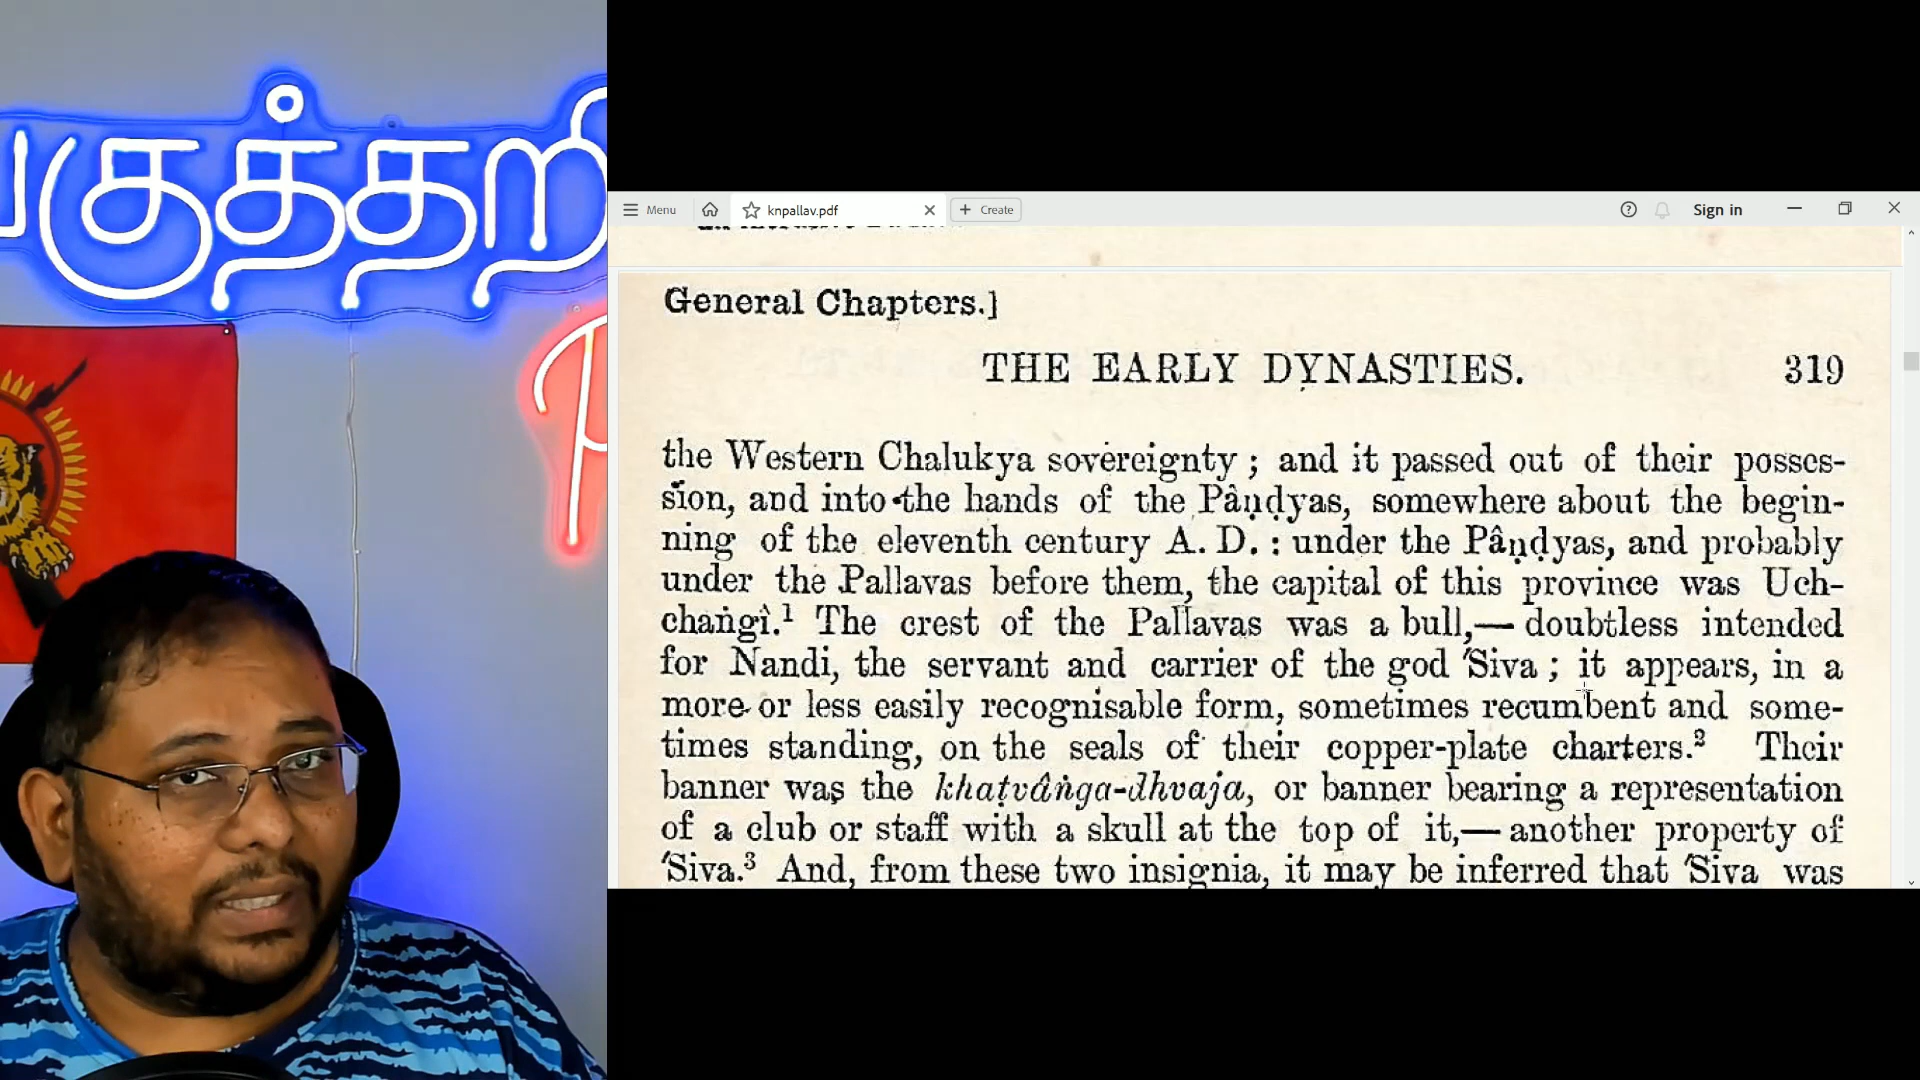 குத்தறி
Menu
knpallav.pdf
Create
Sign in
General Chapters.]
THE EARLY DYNASTIES.
319
the Western Chalukya sovereignty ; and it passed out of their posses-
sion, and into the hands of the Pâṇḍyas, somewhere about the begin-
ning of the eleventh century A. D. : under the Pâṇḍyas, and probably
under the Pallavas before them, the capital of this province was Uch-
chaṅgî.¹ The crest of the Pallavas was a bull,— doubtless intended
for Nandi, the servant and carrier of the god 'Siva ; it appears, in a
more or less easily recognisable form, sometimes recumbent and some-
times standing, on the seals of their copper-plate charters.² Their
banner was the khaṭvâṅga-dhvaja, or banner bearing a representation
of a club or staff with a skull at the top of it,— another property of
'Siva.³ And, from these two insignia, it may be inferred that 'Siva was